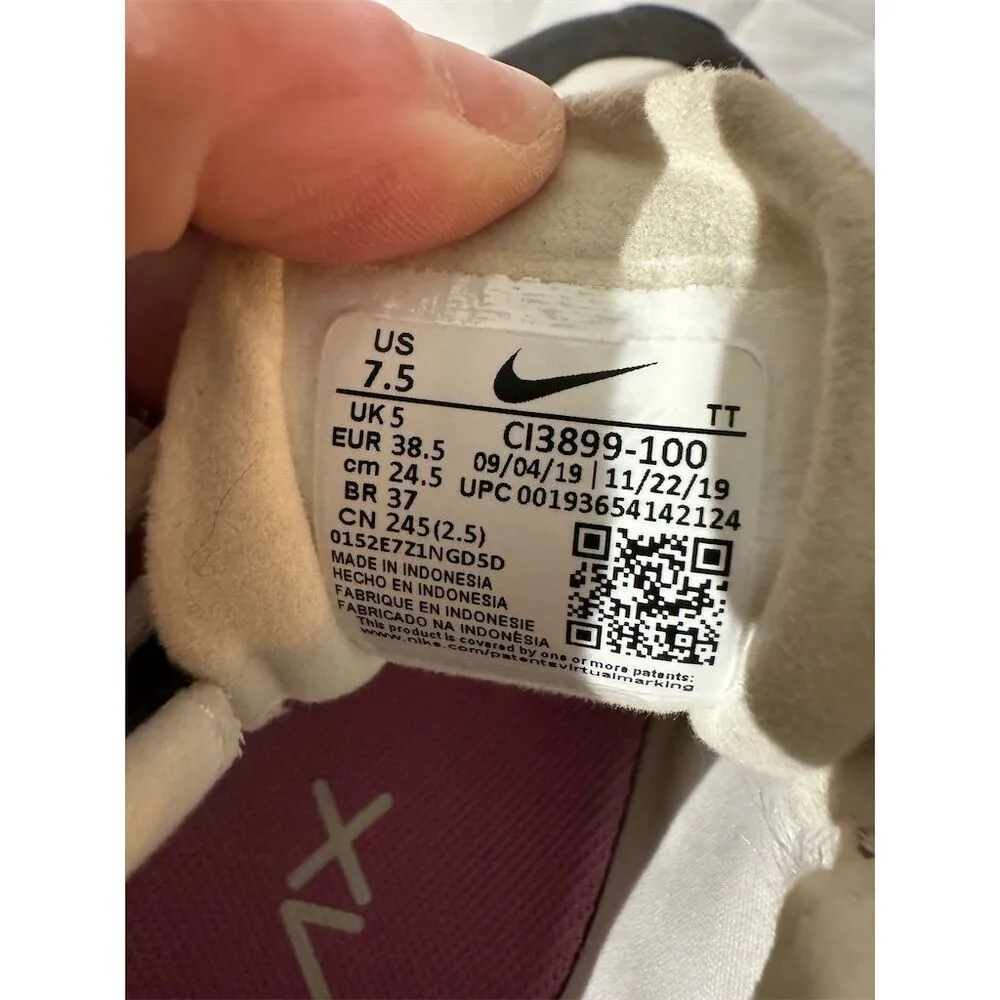 US
7.5
TT
UK 5
EUR 38.5
cm 24.5
BR 37
CN 245(2.5)
CI3899-100
09/04/19 | 11/22/19
UPC 00193654142124
0152E7Z1NGD5D
MADE IN INDONESIA
HECHO EN INDONESIA
FABRIQUE EN INDONESIE
FABRICADO NA INDONÉSIA
This product is covered by one or more patents:
www.nike.com/patentsvirtualmarking
AX